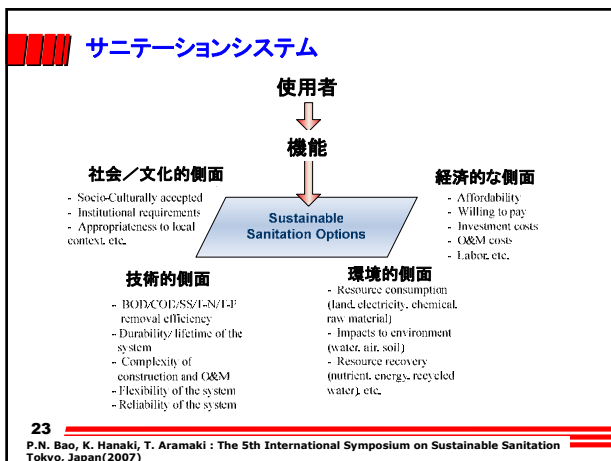 サニテーションシステム
使用者
機能
社会／文化的側面
- Socio-Culturally accepted
- Institutional requirements
- Appropriateness to local
context, etc.
経済的な側面
- Affordability
- Willing to pay
- Investment costs
- O&M costs
- Labor, etc.
Sustainable
Sanitation Options
技術的側面
- BOD/COD/SS/T-N/T-P
removal efficiency
- Durability/ lifetime of the
system
- Complexity of
construction and O&M
- Flexibility of the system
- Reliability of the system
環境的側面
- Resource consumption
(land, electricity, chemical,
raw material)
- Impacts to environment
(water, air, soil)
- Resource recovery
(nutrient, energy, recycled
water), etc.
23
P.N. Bao, K. Hanaki, T. Aramaki : The 5th International Symposium on Sustainable Sanitation
Tokyo, Japan(2007)